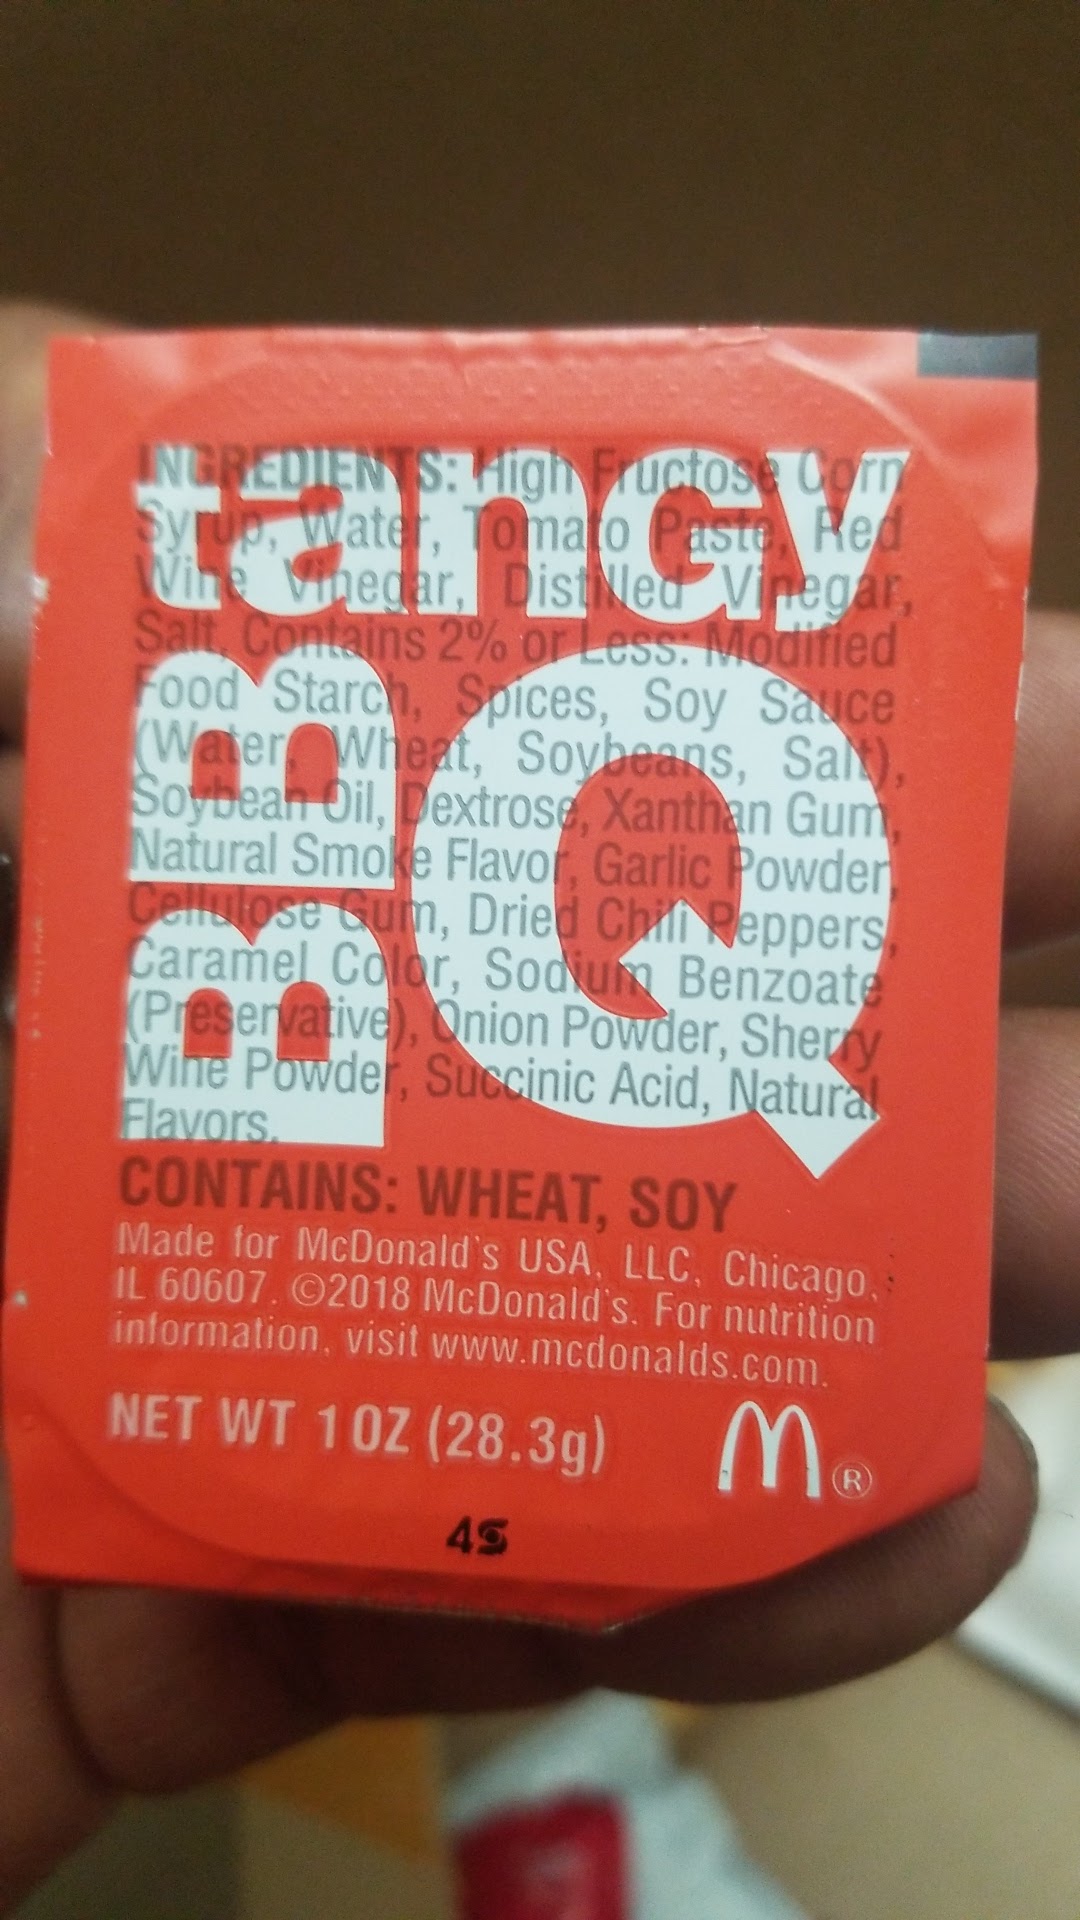 tangy
BB
Q
INGREDIENTS: High Fructose Corn
Syrup, Water, Tomato Paste, Red
Wine Vinegar, Distilled Vinegar,
Salt, Contains 2% or Less: Modified
Food Starch, Spices, Soy Sauce
(Water, Wheat, Soybeans, Salt),
Soybean Oil, Dextrose, Xanthan Gum,
Natural Smoke Flavor, Garlic Powder,
Cellulose Gum, Dried Chili Peppers,
Caramel Color, Sodium Benzoate
(Preservative), Onion Powder, Sherry
Wine Powder, Succinic Acid, Natural
Flavors.
CONTAINS: WHEAT, SOY
Made for McDonald's USA, LLC, Chicago,
IL 60607. ©2018 McDonald's. For nutrition
information, visit www.mcdonalds.com.
NET WT 1 OZ (28.3g)
M ®